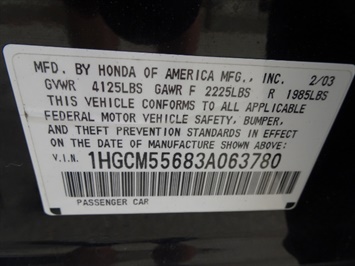 MFD. BY HONDA OF AMERICA MFG., INC. 2/03
GVWR 4125LBS GAWR F 2225LBS R 1985LBS
THIS VEHICLE CONFORMS TO ALL APPLICABLE
FEDERAL MOTOR VEHICLE SAFETY, BUMPER,
AND THEFT PREVENTION STANDARDS IN EFFECT
ON THE DATE OF MANUFACTURE SHOWN ABOVE.
V.I.N. 1HGCM55683A063780
PASSENGER CAR